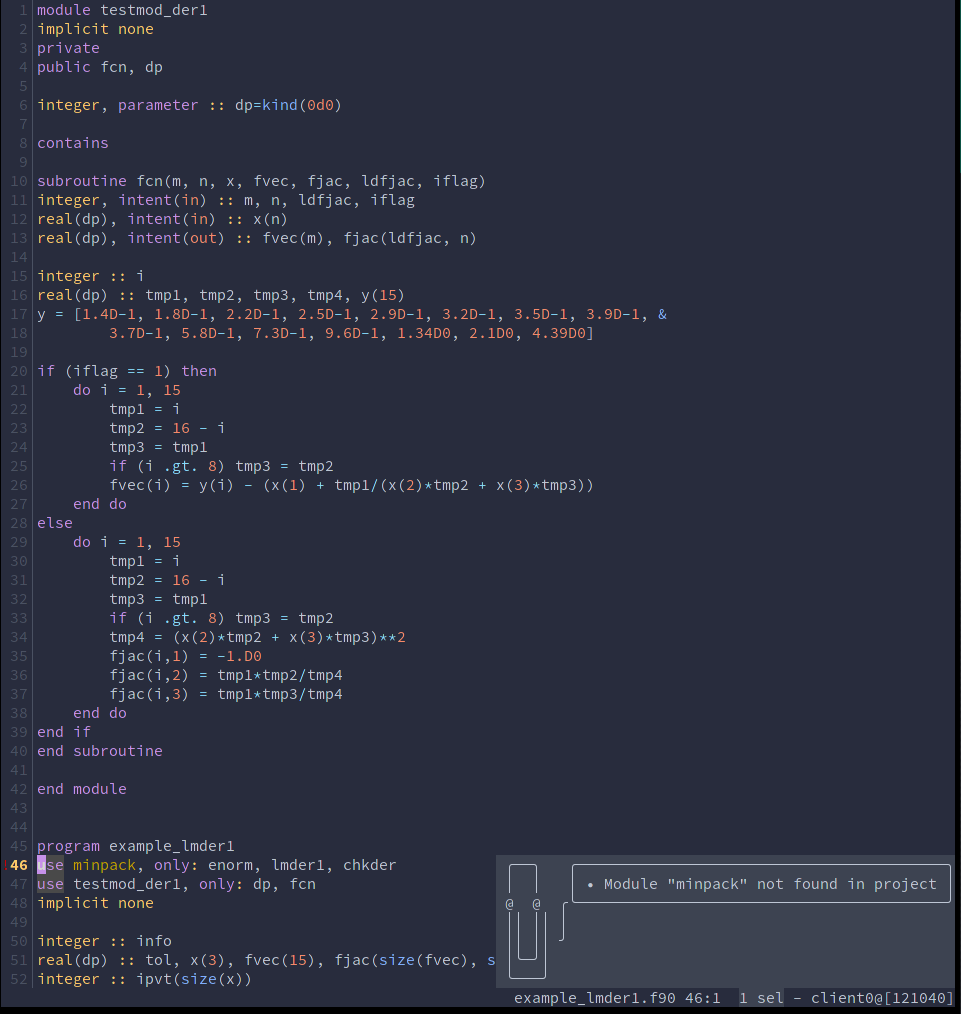 1 module testmod_der1
2 implicit none
3 private
4 public fcn, dp
5
6 integer, parameter :: dp=kind(0d0)
7
8 contains
9
10 subroutine fcn(m, n, x, fvec, fjac, ldfjac, iflag)
11 integer, intent(in) :: m, n, ldfjac, iflag
12 real(dp), intent(in) :: x(n)
13 real(dp), intent(out) :: fvec(m), fjac(ldfjac, n)
14
15 integer :: i
16 real(dp) :: tmp1, tmp2, tmp3, tmp4, y(15)
17 y = [1.4D-1, 1.8D-1, 2.2D-1, 2.5D-1, 2.9D-1, 3.2D-1, 3.5D-1, 3.9D-1, &
18         3.7D-1, 5.8D-1, 7.3D-1, 9.6D-1, 1.34D0, 2.1D0, 4.39D0]
19
20 if (iflag == 1) then
21     do i = 1, 15
22         tmp1 = i
23         tmp2 = 16 - i
24         tmp3 = tmp1
25         if (i .gt. 8) tmp3 = tmp2
26         fvec(i) = y(i) - (x(1) + tmp1/(x(2)*tmp2 + x(3)*tmp3))
27     end do
28 else
29     do i = 1, 15
30         tmp1 = i
31         tmp2 = 16 - i
32         tmp3 = tmp1
33         if (i .gt. 8) tmp3 = tmp2
34         tmp4 = (x(2)*tmp2 + x(3)*tmp3)**2
35         fjac(i,1) = -1.D0
36         fjac(i,2) = tmp1*tmp2/tmp4
37         fjac(i,3) = tmp1*tmp3/tmp4
38     end do
39 end if
40 end subroutine
41
42 end module
43
44
45 program example_lmder1
46 use minpack, only: enorm, lmder1, chkder
47 use testmod_der1, only: dp, fcn
48 implicit none
49
50 integer :: info
51 real(dp) :: tol, x(3), fvec(15), fjac(size(fvec), s
52 integer :: ipvt(size(x))
• Module "minpack" not found in project
@ @
example_lmder1.f90 46:1 1 sel - client0@[121040]